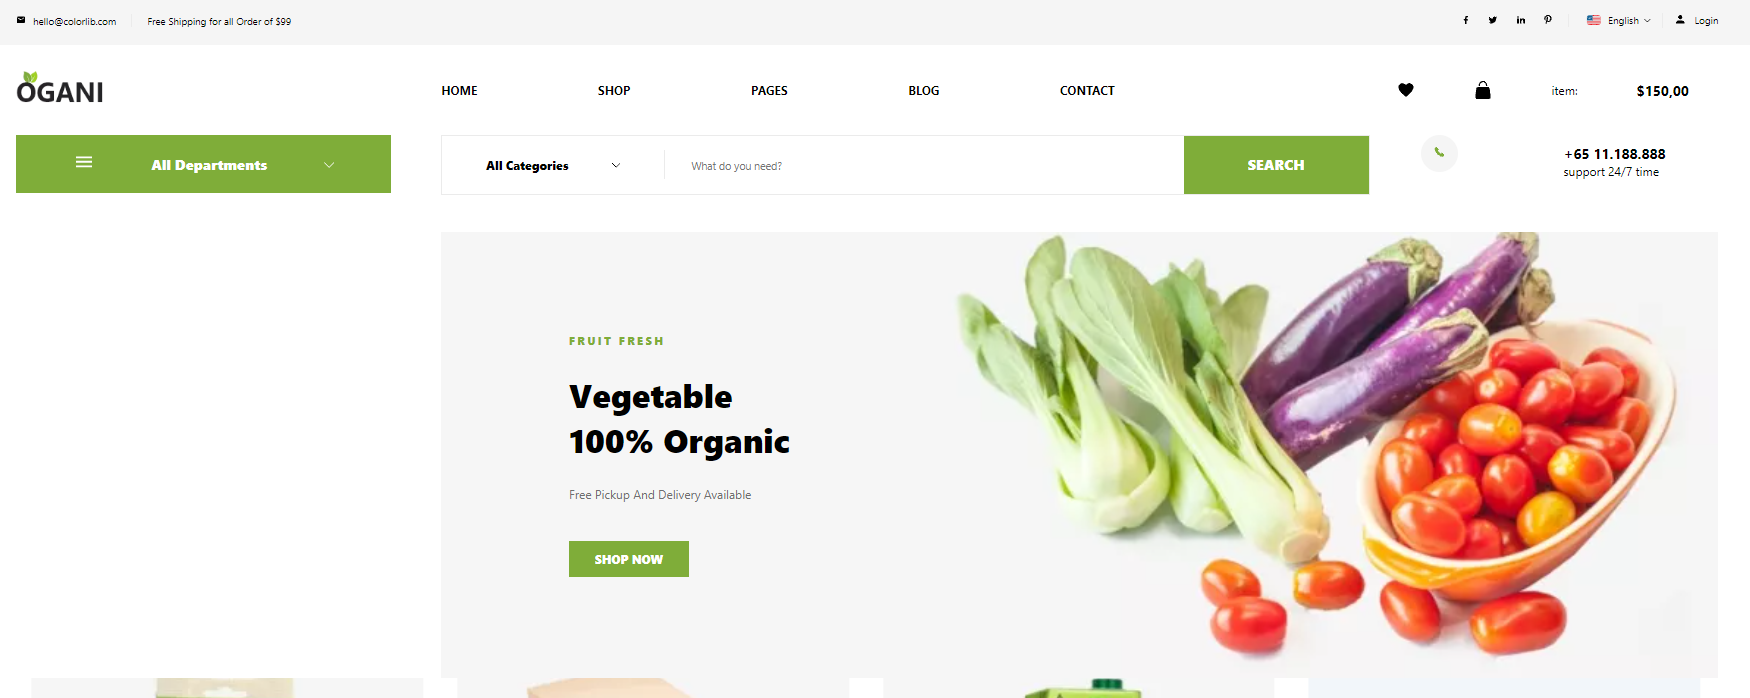 hello@colorlib.com
Free Shipping for all Order of $99
English
Login
OGANI
HOME
SHOP
PAGES
BLOG
CONTACT
item:
$150,00
All Departments
All Categories
What do you need?
SEARCH
+65 11.188.888
support 24/7 time
FRUIT FRESH
Vegetable
100% Organic
Free Pickup And Delivery Available
SHOP NOW